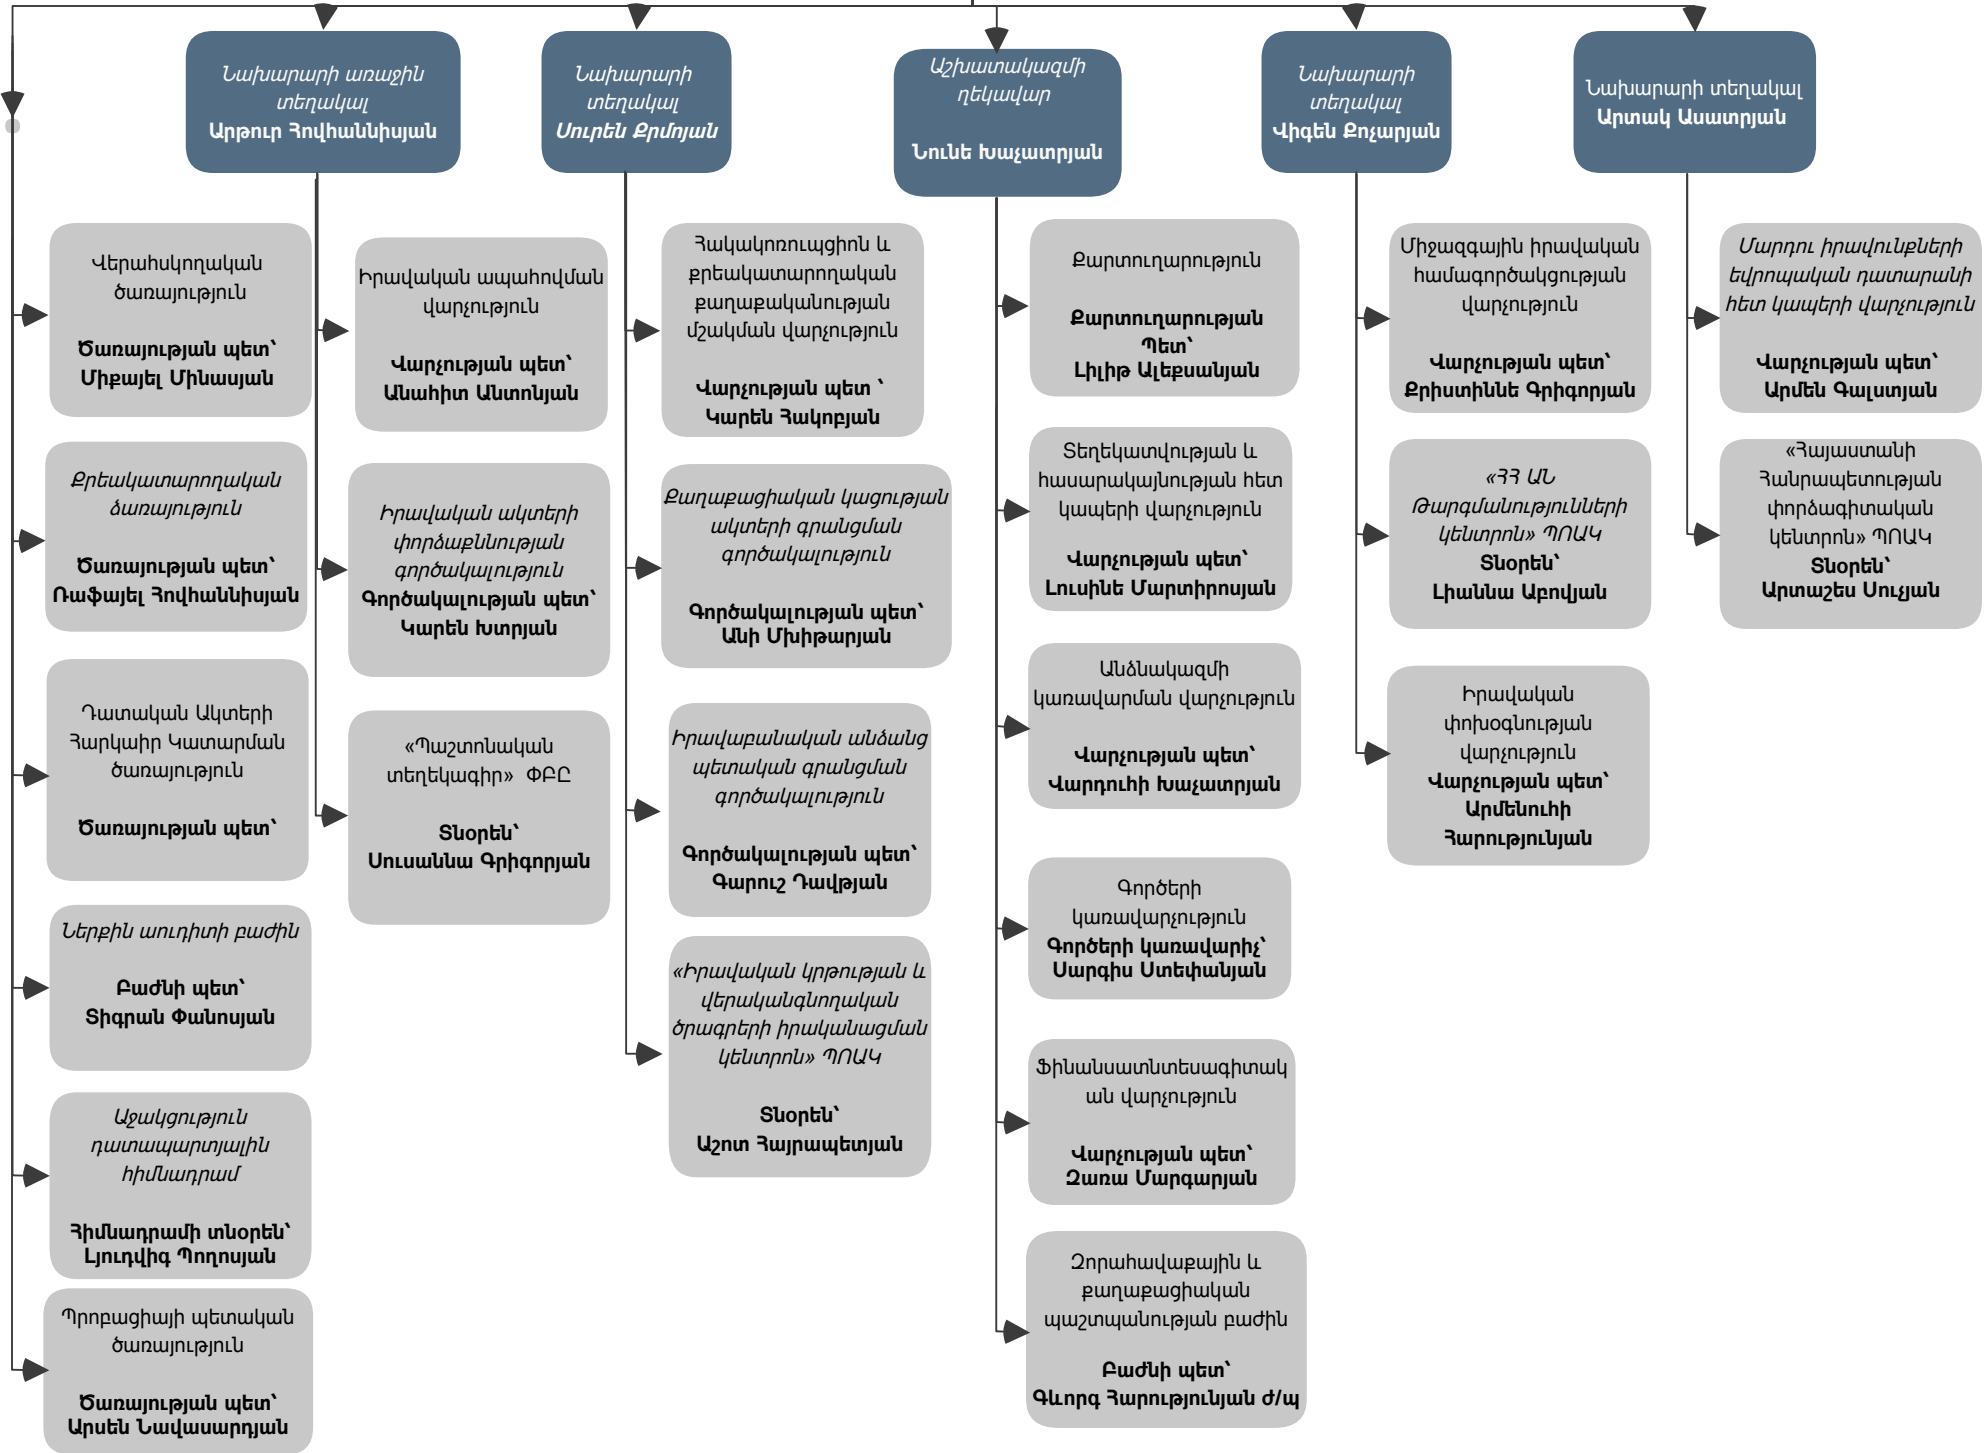 Նախարարի առաջին
տեղակալ
Արթուր Հովհաննիսյան
Նախարարի
տեղակալ
Սուրեն Քրմոյան
Աշխատակազմի
ղեկավար
Նունե Խաչատրյան
Նախարարի
տեղակալ
Վիգեն Քոչարյան
Նախարարի տեղակալ
Արտակ Ասատրյան
Վերահսկողական
ծառայություն
Ծառայության պետ՝
Միքայել Մինասյան
Քրեակատարողական
ձառայություն
Ծառայության պետ՝
Ռաֆայել Հովհաննիսյան
Դատական Ակտերի
Հարկաիր Կատարման
ծառայություն
Ծառայության պետ՝
Ներքին աուդիտի բաժին
Բաժնի պետ՝
Տիգրան Փանոսյան
Աջակցություն
դատապարտյալին
հիմնադրամ
Հիմնադրամի տնօրեն՝
Լյուդվիգ Պողոսյան
Պրոբացիայի պետական
ծառայություն
Ծառայության պետ՝
Արսեն Նավասարդյան
Իրավական ապահովման
վարչություն
Վարչության պետ՝
Անահիտ Անտոնյան
Իրավական ակտերի
փորձաքննության
գործակալություն
Գործակալության պետ՝
Կարեն Խտրյան
«Պաշտոնական
տեղեկագիր» ՓԲԸ
Տնօրեն՝
Սուսաննա Գրիգորյան
Հակակոռուպցիոն և
քրեակատարողական
քաղաքականության
մշակման վարչություն
Վարչության պետ ՝
Կարեն Հակոբյան
Քաղաքացիական կացության
ակտերի գրանցման
գործակալություն
Գործակալության պետ՝
Անի Մխիթարյան
Իրավաբանական անձանց
պետական գրանցման
գործակալություն
Գործակալության պետ՝
Գարուշ Դավթյան
«Իրավական կրթության և
վերականգնողական
ծրագրերի իրականացման
կենտրոն» ՊՈԱԿ
Տնօրեն՝
Աշոտ Հայրապետյան
Քարտուղարություն
Քարտուղարության
Պետ՝
Լիլիթ Ալեքսանյան
Տեղեկատվության և
հասարակայնության հետ
կապերի վարչություն
Վարչության պետ՝
Լուսինե Մարտիրոսյան
Անձնակազմի
կառավարման վարչություն
Վարչության պետ՝
Վարդուհի Խաչատրյան
Գործերի
կառավարչություն
Գործերի կառավարիչ՝
Սարգիս Ստեփանյան
Ֆինանսատնտեսագիտակ
ան վարչություն
Վարչության պետ՝
Զառա Մարգարյան
Զորահավաքային և
քաղաքացիական
պաշտպանության բաժին
Բաժնի պետ՝
Գևորգ Հարությունյան ժ/պ
Միջազգային իրավական
համագործակցության
վարչություն
Վարչության պետ՝
Քրիստիննե Գրիգորյան
«ՀՀ ԱՆ
Թարգմանությունների
կենտրոն» ՊՈԱԿ
Տնօրեն՝
Լիաննա Աբովյան
Իրավական
փոխօգնության
վարչություն
Վարչության պետ՝
Արմենուհի
Հարությունյան
Մարդու իրավունքների
եվրոպական դատարանի
հետ կապերի վարչություն
Վարչության պետ՝
Արմեն Գալստյան
«Հայաստանի
Հանրապետության
փորձագիտական
կենտրոն» ՊՈԱԿ
Տնօրեն՝
Արտաշես Սուչյան